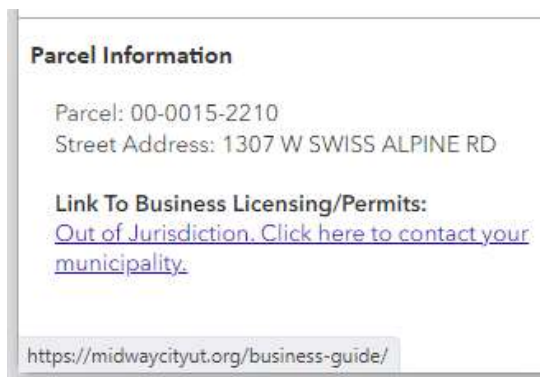 Parcel Information
Parcel: 00-0015-2210
Street Address: 1307 W SWISS ALPINE RD
Link To Business Licensing/Permits:
Out of Jurisdiction. Click here to contact your
municipality.
https://midwaycityut.org/business-guide/